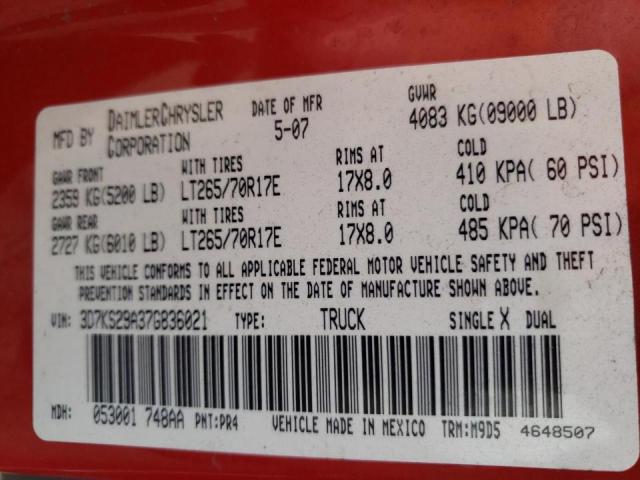 MFD BY DAIMLERCHRYSLER CORPORATION DATE OF MFR 5-07 GVWR 4083 KG(09000 LB)
GAWR FRONT WITH TIRES RIMS AT COLD
2359 KG(5200 LB) LT265/70R17E 17X8.0 410 KPA( 60 PSI)
GAWR REAR WITH TIRES RIMS AT COLD
2727 KG(6010 LB) LT265/70R17E 17X8.0 485 KPA( 70 PSI)
THIS VEHICLE CONFORMS TO ALL APPLICABLE FEDERAL MOTOR VEHICLE SAFETY AND THEFT
PREVENTION STANDARDS IN EFFECT ON THE DATE OF MANUFACTURE SHOWN ABOVE.
VIN: 3D7KS29A37G836021 TYPE: TRUCK SINGLE X DUAL
MDH: 053001 748AA PNT:PR4 VEHICLE MADE IN MEXICO TRM:M9D5 4648507